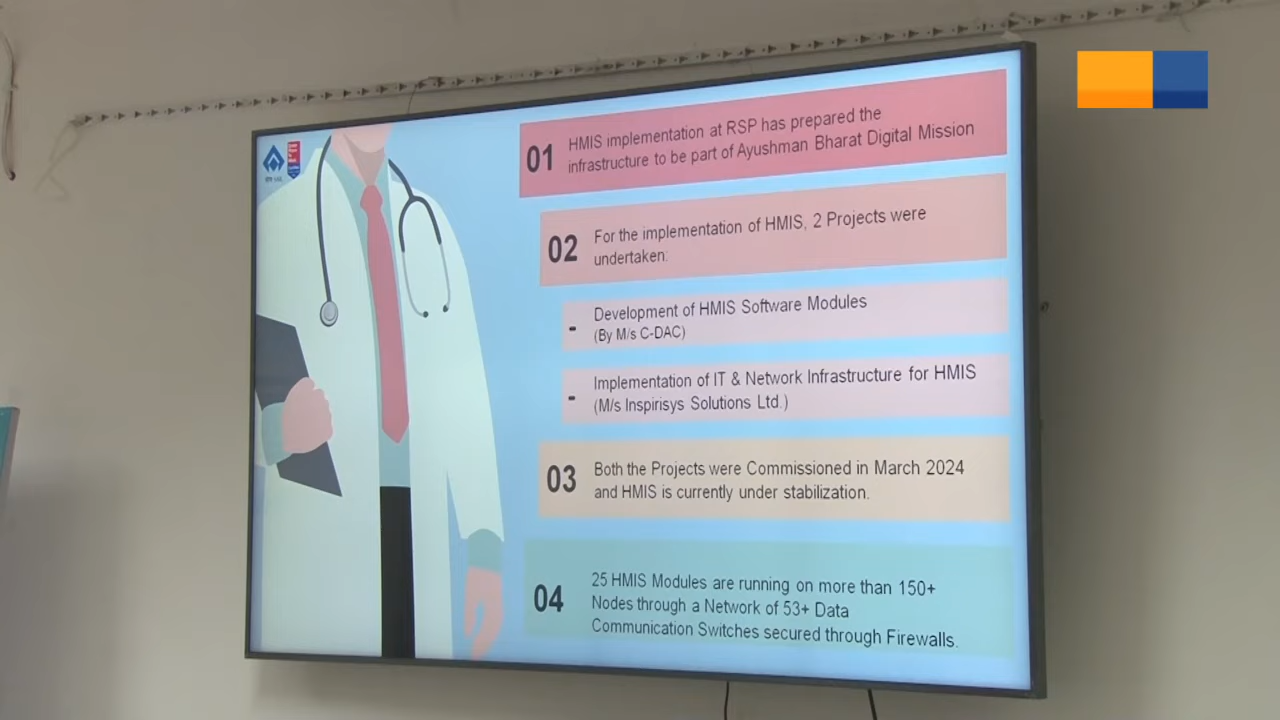 01
HMIS implementation at RSP has prepared the
infrastructure to be part of Ayushman Bharat Digital Mission
02
For the implementation of HMIS, 2 Projects were
undertaken:
- Development of HMIS Software Modules
(By M/s C-DAC)
- Implementation of IT & Network Infrastructure for HMIS
(M/s Inspirisys Solutions Ltd.)
03
Both the Projects were Commissioned in March 2024
and HMIS is currently under stabilization.
04
25 HMIS Modules are running on more than 150+
Nodes through a Network of 53+ Data
Communication Switches secured through Firewalls.